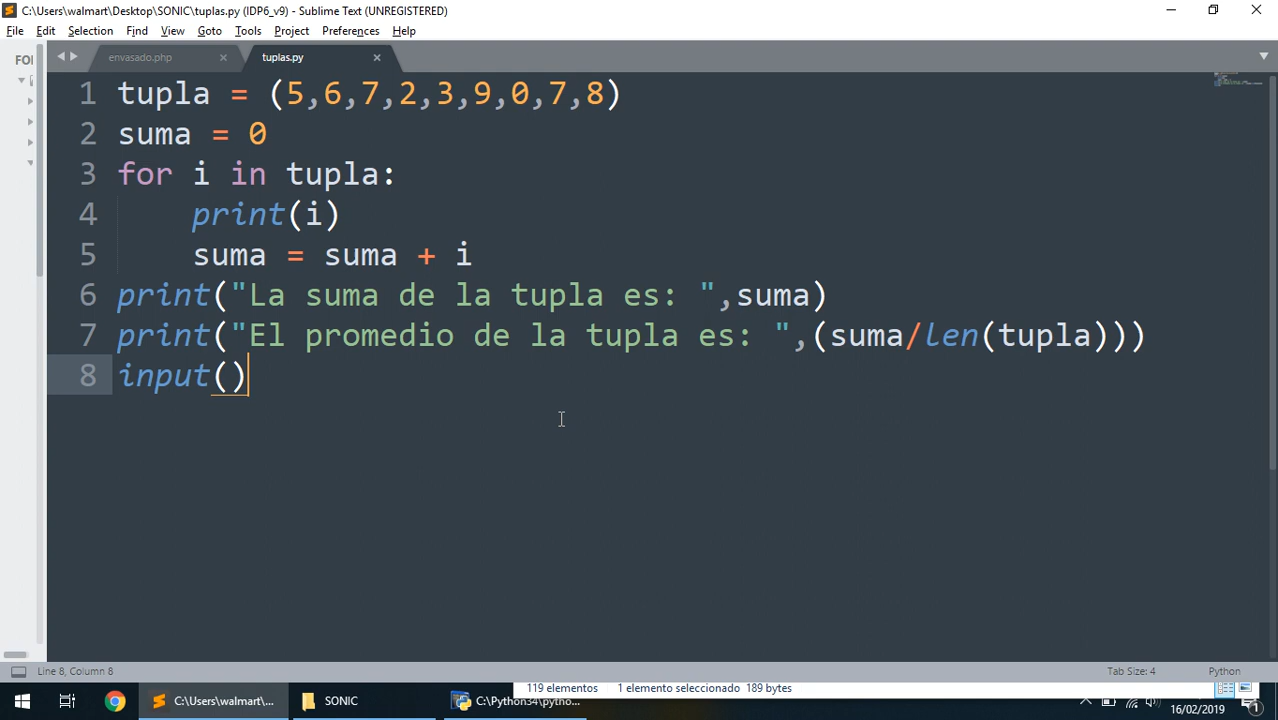 C:\Users\walmart\Desktop\SONIC\tuplas.py (IDP6_v9) - Sublime Text (UNREGISTERED)
File Edit Selection Find View Goto Tools Project Preferences Help
envasado.php tuplas.py
1 tupla = (5,6,7,2,3,9,0,7,8)
2 suma = 0
3 for i in tupla:
4     print(i)
5     suma = suma + i
6 print("La suma de la tupla es: ",suma)
7 print("El promedio de la tupla es: ",(suma/len(tupla)))
8 input()
Line 8, Column 8 Tab Size: 4 Python
119 elementos 1 elemento seleccionado 189 bytes
C:\Users\walmart\... SONIC C:\Python34\pytho...
16/02/2019 1